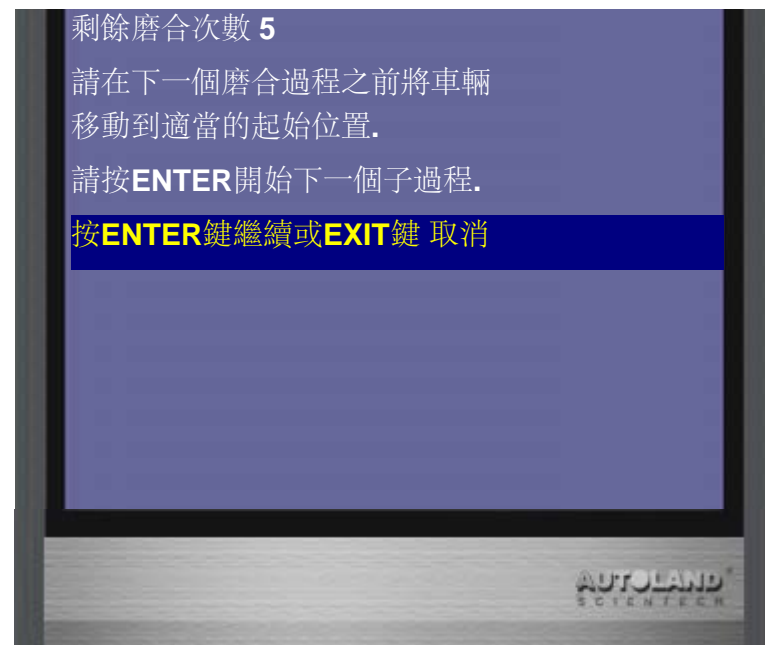 剩餘磨合次數 5
請在下一個磨合過程之前將車輛
移動到適當的起始位置.
請按ENTER開始下一個子過程.
按ENTER鍵繼續或EXIT鍵 取消
AUTOLAND
SCIENTECH